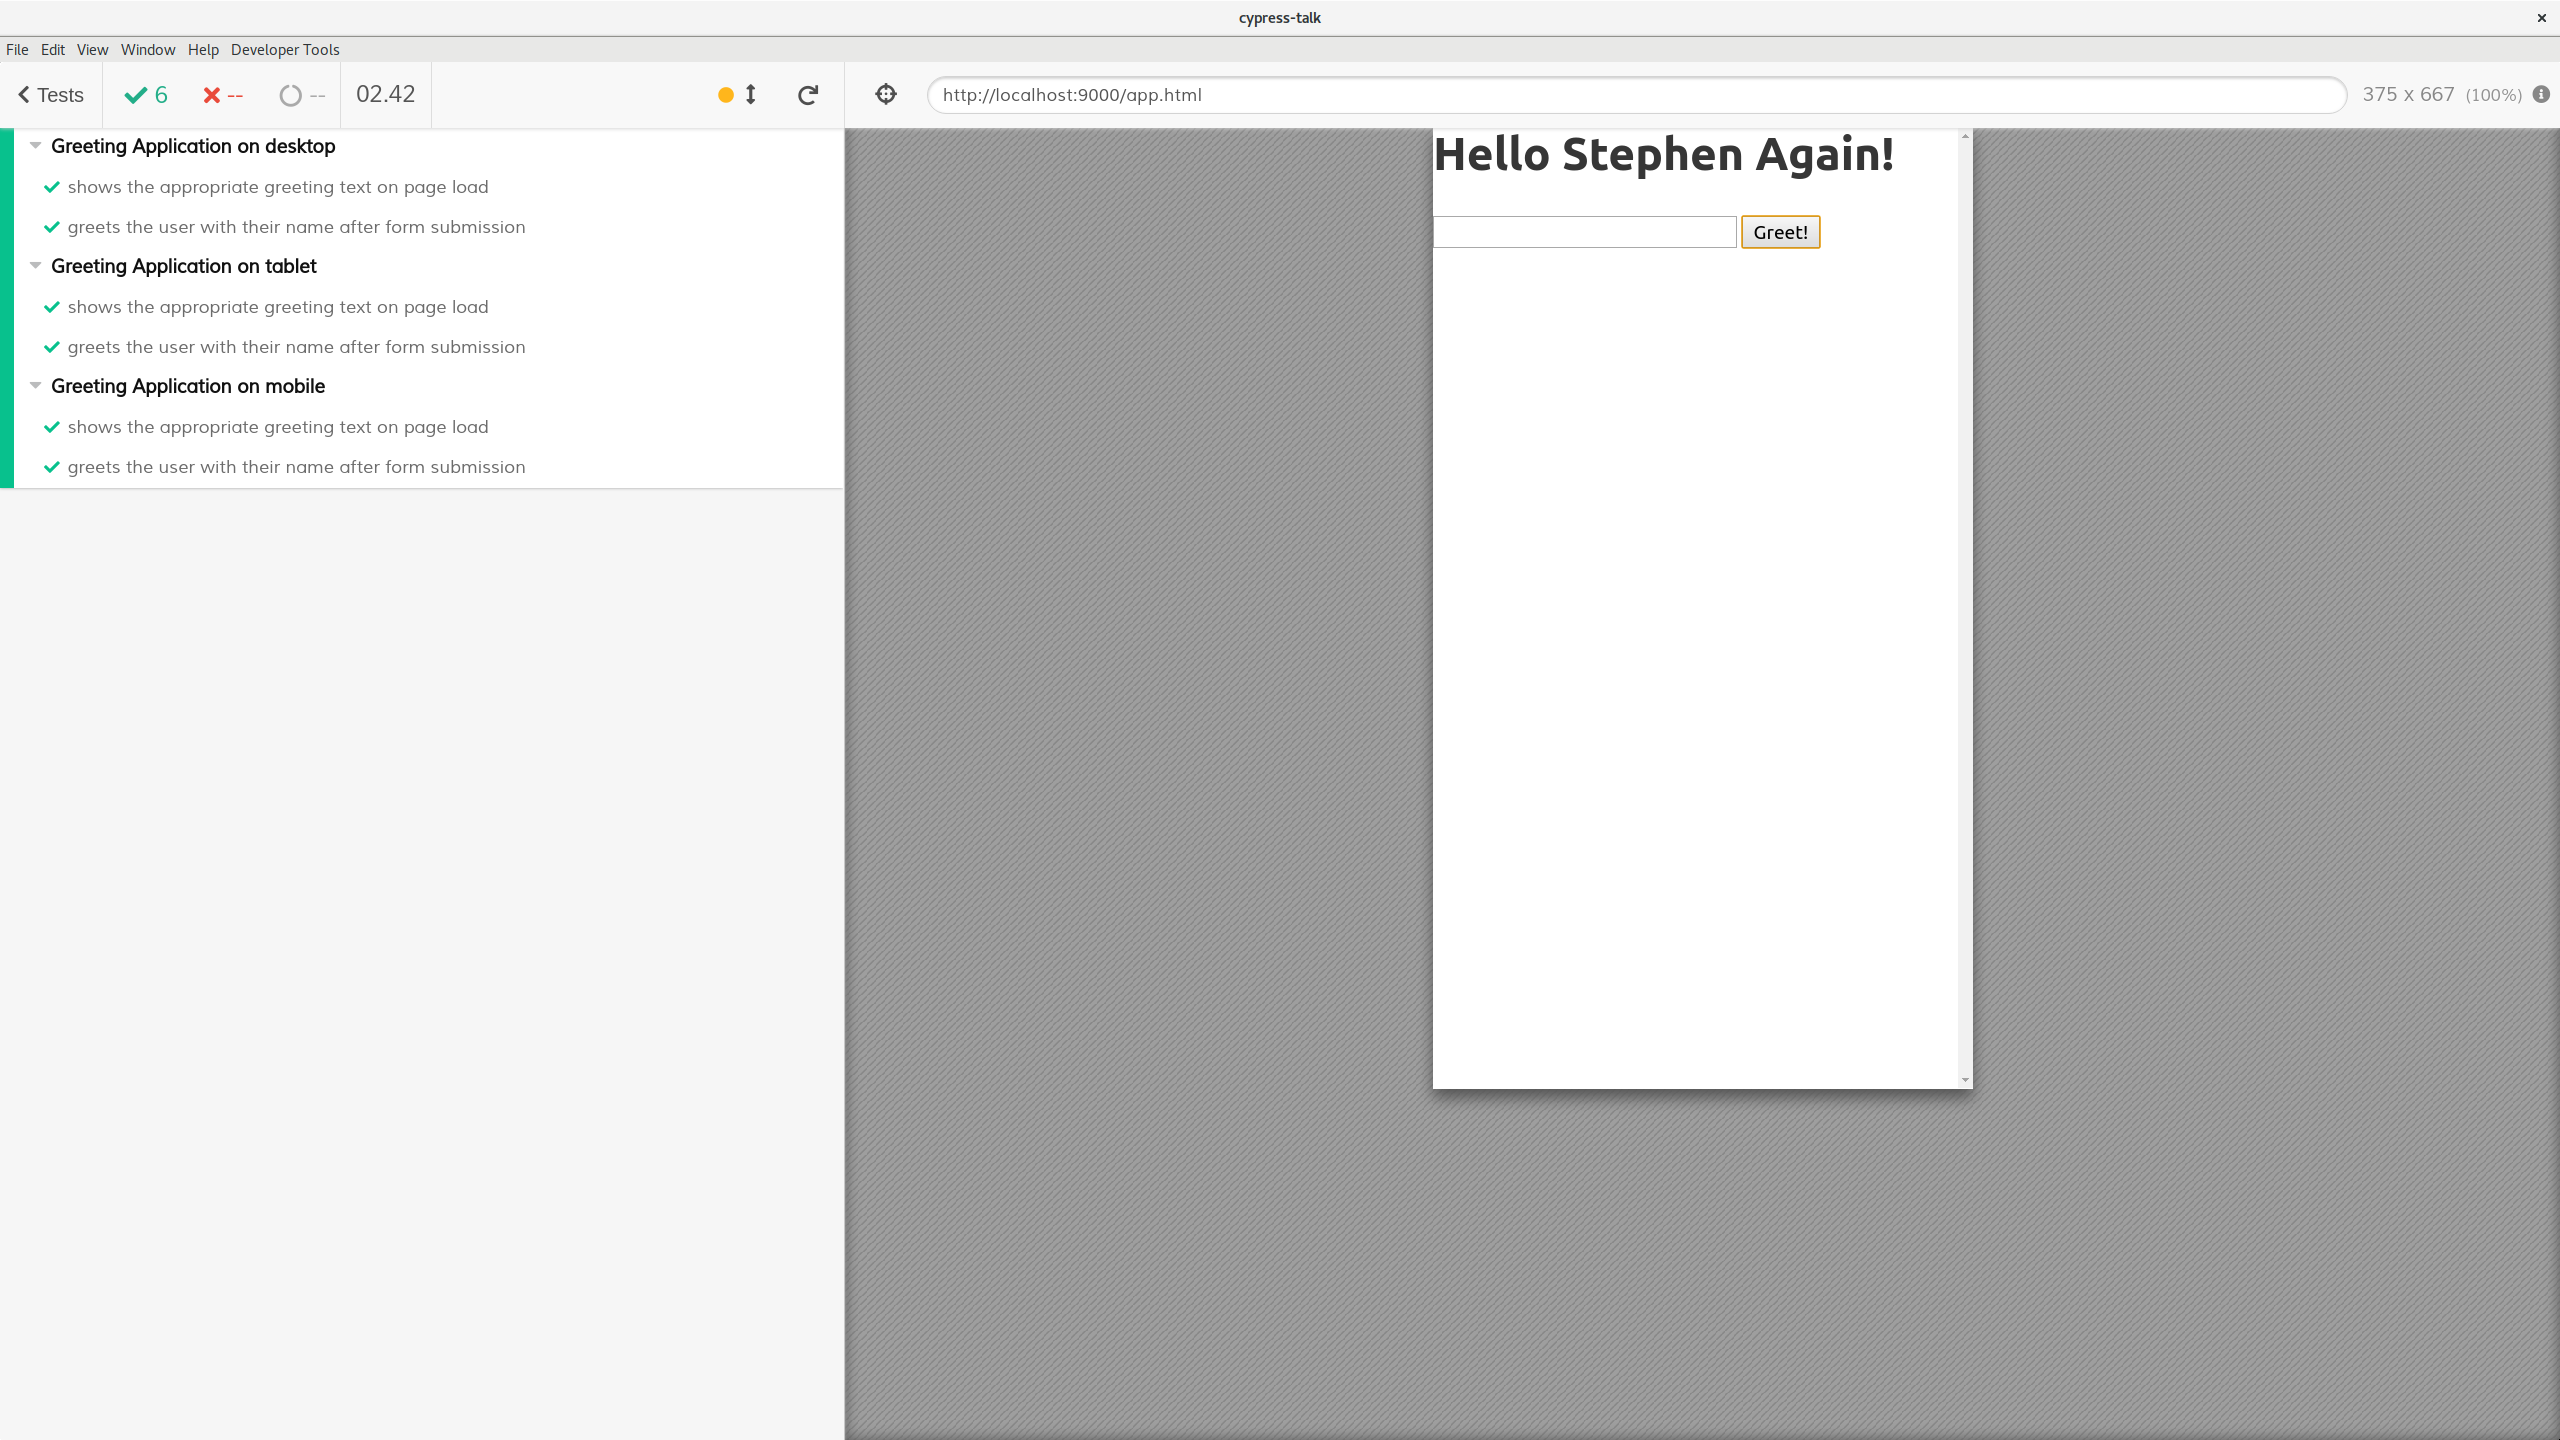 cypress-talk ×
File Edit View Window Help Developer Tools
Tests 6 -- -- 02.42 http://localhost:9000/app.html 375 x 667 (100%)
Greeting Application on desktop
shows the appropriate greeting text on page load
greets the user with their name after form submission
Greeting Application on tablet
shows the appropriate greeting text on page load
greets the user with their name after form submission
Greeting Application on mobile
shows the appropriate greeting text on page load
greets the user with their name after form submission
Hello Stephen Again!
Greet!